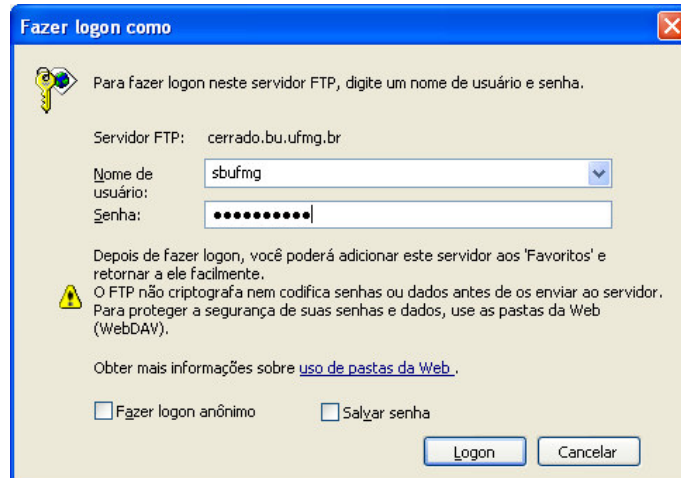 Fazer logon como
Para fazer logon neste servidor FTP, digite um nome de usuário e senha.
Servidor FTP: cerrado.bu.ufmg.br
Nome de usuário: sbufmg
Senha: ●●●●●●●●●●
Depois de fazer logon, você poderá adicionar este servidor aos 'Favoritos' e
retornar a ele facilmente.
O FTP não criptografa nem codifica senhas ou dados antes de os enviar ao servidor.
Para proteger a segurança de suas senhas e dados, use as pastas da Web
(WebDAV).
Obter mais informações sobre uso de pastas da Web .
Fazer logon anônimo Salvar senha
Logon Cancelar